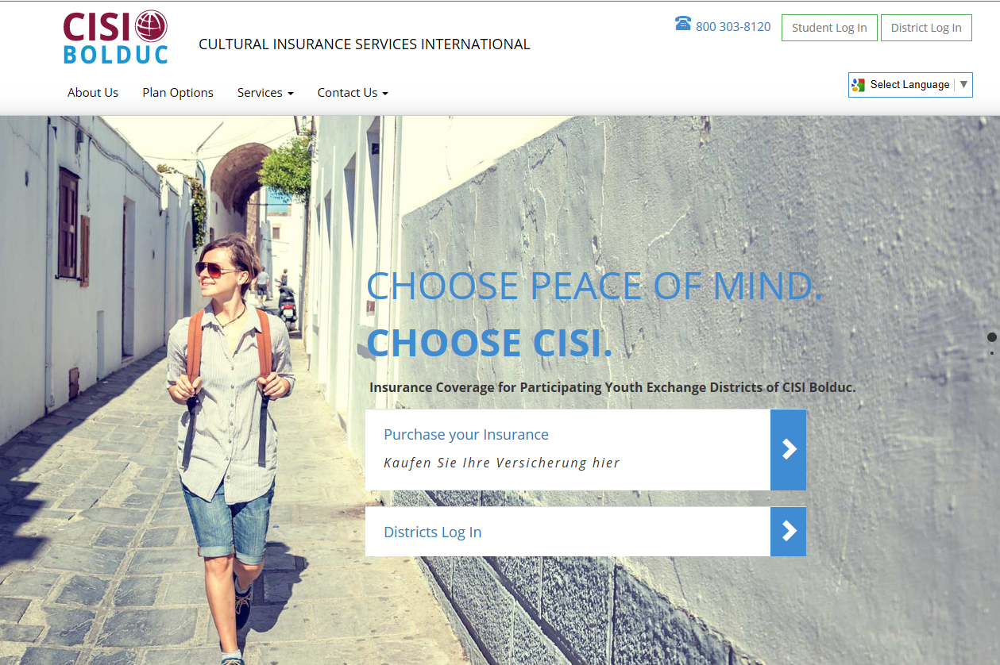 CISI
BOLDUC
CULTURAL INSURANCE SERVICES INTERNATIONAL
800 303-8120
Student Log In
District Log In
Select Language
About Us
Plan Options
Services
Contact Us
CHOOSE PEACE OF MIND.
CHOOSE CISI.
Insurance Coverage for Participating Youth Exchange Districts of CISI Bolduc.
Purchase your Insurance
Kaufen Sie Ihre Versicherung hier
Districts Log In